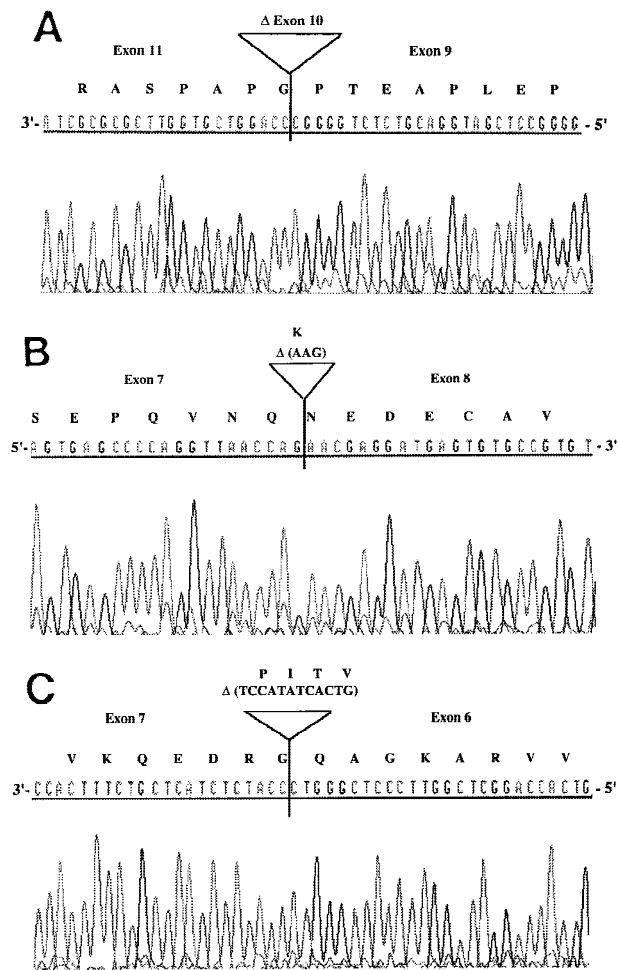 A
Δ Exon 10
Exon 11 Exon 9
R A S P A P G P T E A P L E P
3'- ATCGCGCGCTTGGTGCTGGACCCGGGGTCTCTGCAGGTAGCTCCGGGG - 5'
B
K
Δ (AAG)
Exon 7 Exon 8
S E P Q V N Q N E D E C A V
5'- AGTGAGCCCCAGGTTAACCAGAACGAGGATGAGTGTGCCGTGT - 3'
C
P I T V
Δ (TCCATATCACTG)
Exon 7 Exon 6
V K Q E D R G Q A G K A R V V
3'- CCACTTTCTGCTCATCTCTACCCTGGGCTCCCTTGGCTCGGACCACTG - 5'